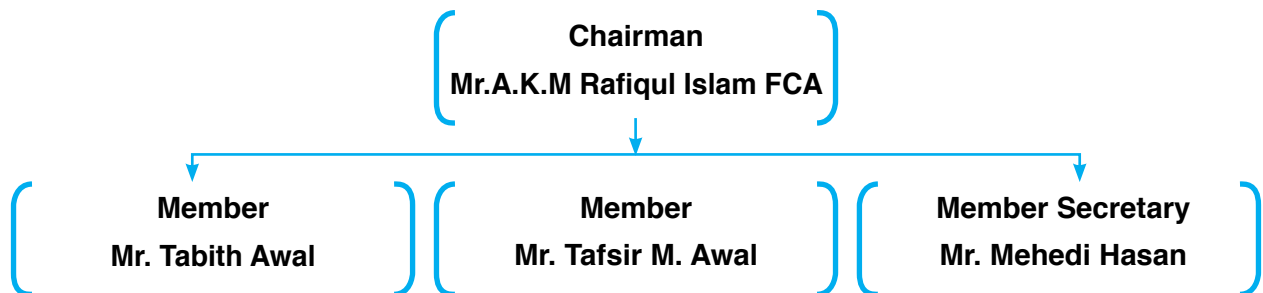 Chairman
Mr.A.K.M Rafiqul Islam FCA
Member
Mr. Tabith Awal
Member
Mr. Tafsir M. Awal
Member Secretary
Mr. Mehedi Hasan